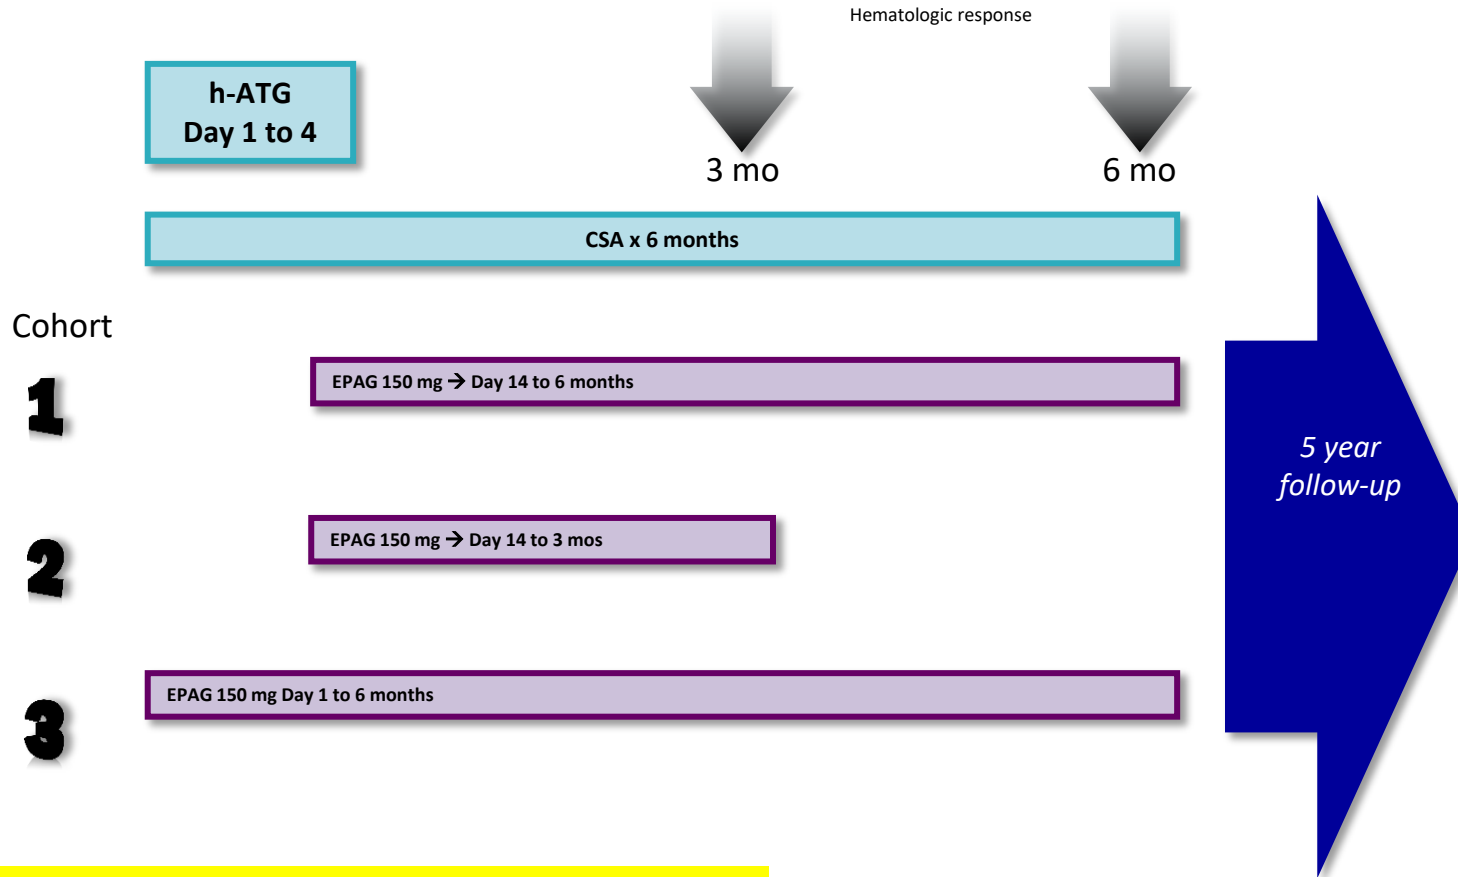 Hematologic response
h-ATG
Day 1 to 4
3 mo
6 mo
CSA x 6 months
Cohort
1
EPAG 150 mg → Day 14 to 6 months
5 year
follow-up
2
EPAG 150 mg → Day 14 to 3 mos
3
EPAG 150 mg Day 1 to 6 months